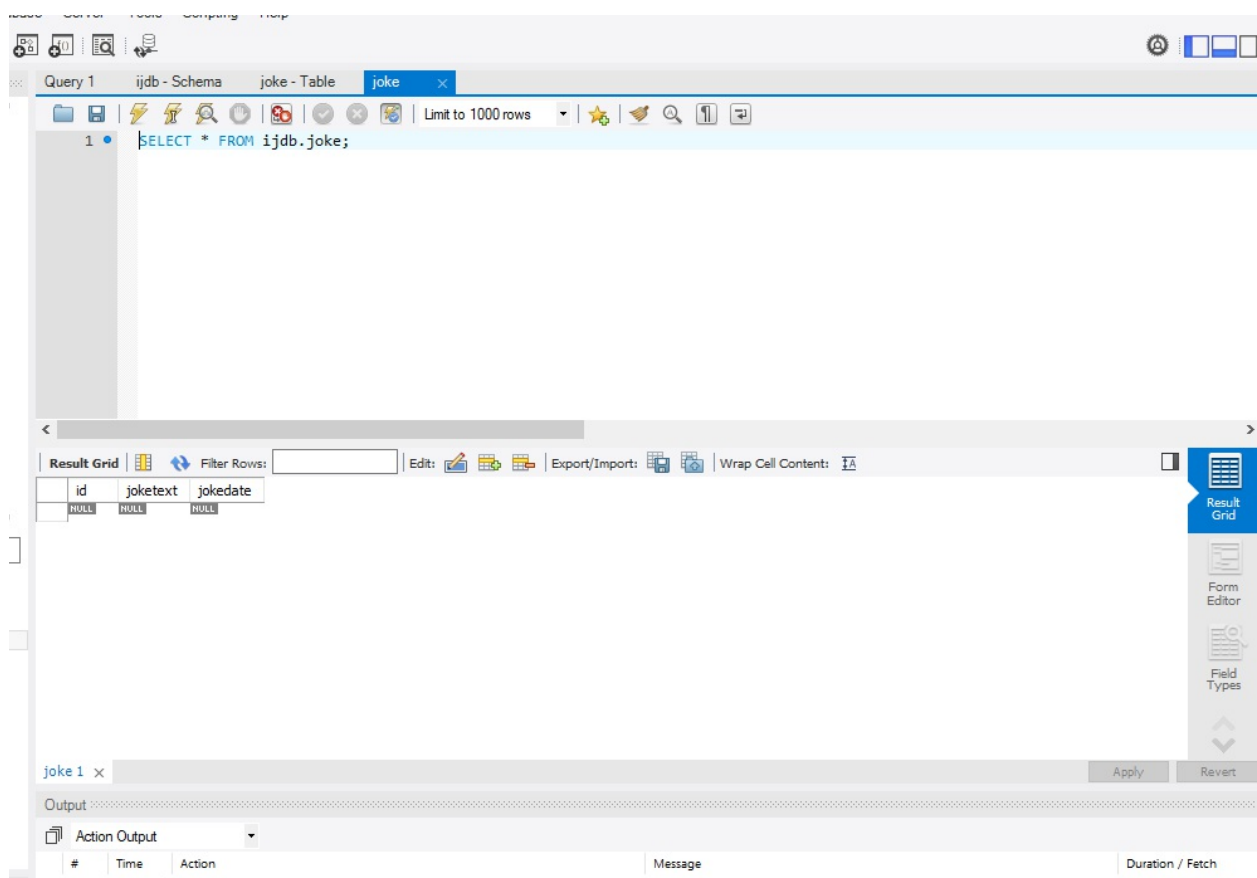 Query 1 ijdb - Schema joke - Table joke
Limit to 1000 rows
1 SELECT * FROM ijdb.joke;
Result Grid Filter Rows: Edit: Export/Import: Wrap Cell Content:
id joketext jokedate
NULL NULL NULL
Result
Grid
Form
Editor
Field
Types
joke 1 Apply Revert
Output
Action Output
# Time Action Message Duration / Fetch